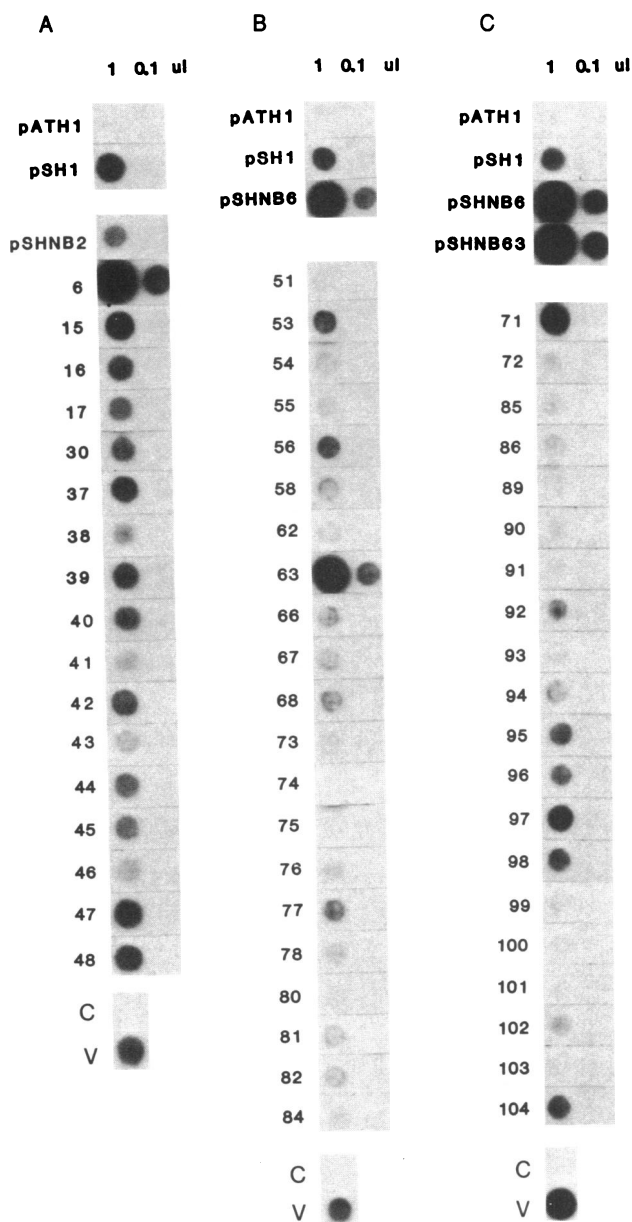 A
1 0.1 ul
pATH1
pSH1
pSHNB2
6
15
16
17
30
37
38
39
40
41
42
43
44
45
46
47
48
C
V
B
1 0.1 ul
pATH1
pSH1
pSHNB6
51
53
54
55
56
58
62
63
66
67
68
73
74
75
76
77
78
80
81
82
84
C
V
C
1 0.1 ul
pATH1
pSH1
pSHNB6
pSHNB63
71
72
85
86
89
90
91
92
93
94
95
96
97
98
99
100
101
102
103
104
C
V